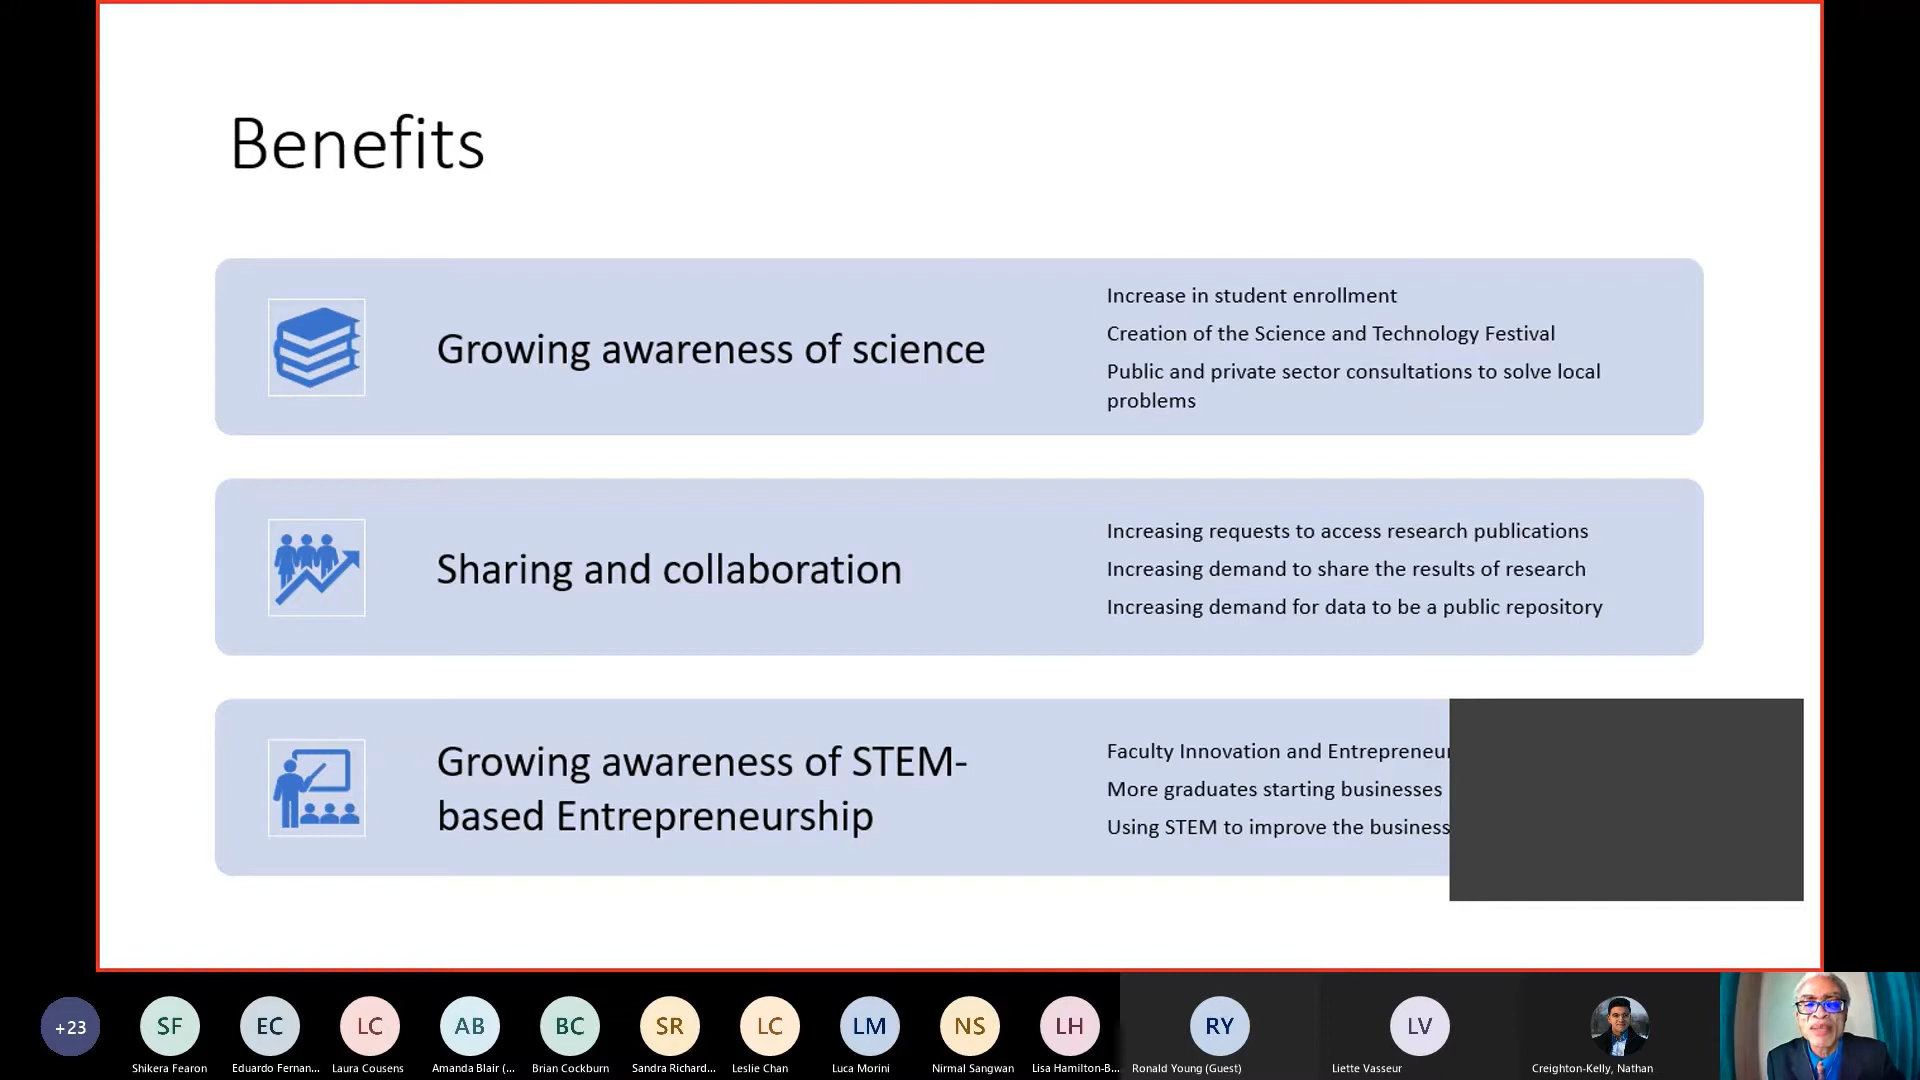 Benefits
Growing awareness of science
Increase in student enrollment
Creation of the Science and Technology Festival
Public and private sector consultations to solve local
problems
Sharing and collaboration
Increasing requests to access research publications
Increasing demand to share the results of research
Increasing demand for data to be a public repository
Growing awareness of STEM-
based Entrepreneurship
Faculty Innovation and
More graduates starting businesses
Using STEM to improve the business
+23
SF
EC
LC
AB
BC
SR
LC
LM
NS
LH
RY
LV
Shikera Fearon
Eduardo Fernan...
Laura Cousens
Amanda Blair (...
Brian Cockburn
Sandra Richard...
Leslie Chan
Luca Morini
Nirmal Sangwan
Lisa Hamilton-B...
Ronald Young (Guest)
Liette Vasseur
Creighton-Kelly, Nathan